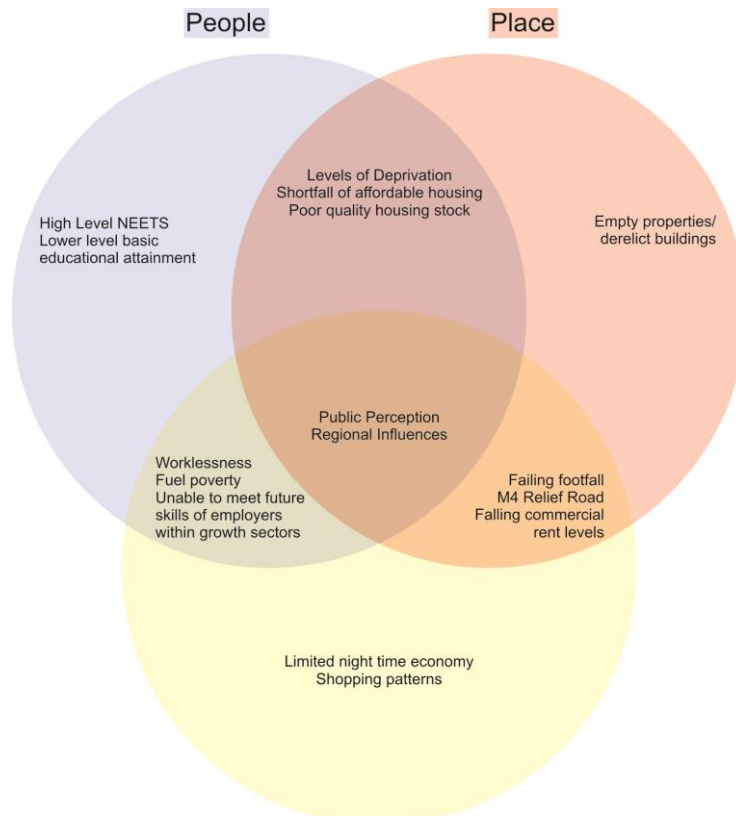 People
Place
Levels of Deprivation
Shortfall of affordable housing
Poor quality housing stock
High Level NEETS
Lower level basic
educational attainment
Empty properties/
derelict buildings
Public Perception
Regional Influences
Worklessness
Fuel poverty
Unable to meet future
skills of employers
within growth sectors
Failing footfall
M4 Relief Road
Falling commercial
rent levels
Limited night time economy
Shopping patterns